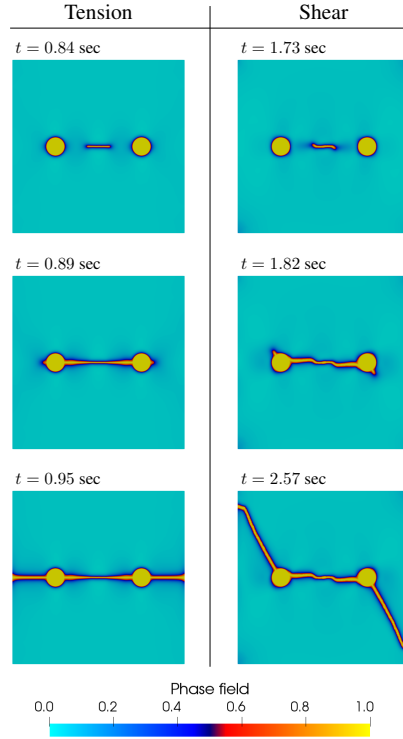 Tension Shear
t = 0.84 sec t = 1.73 sec
t = 0.89 sec t = 1.82 sec
t = 0.95 sec t = 2.57 sec
Phase field
0.0 0.2 0.4 0.6 0.8 1.0